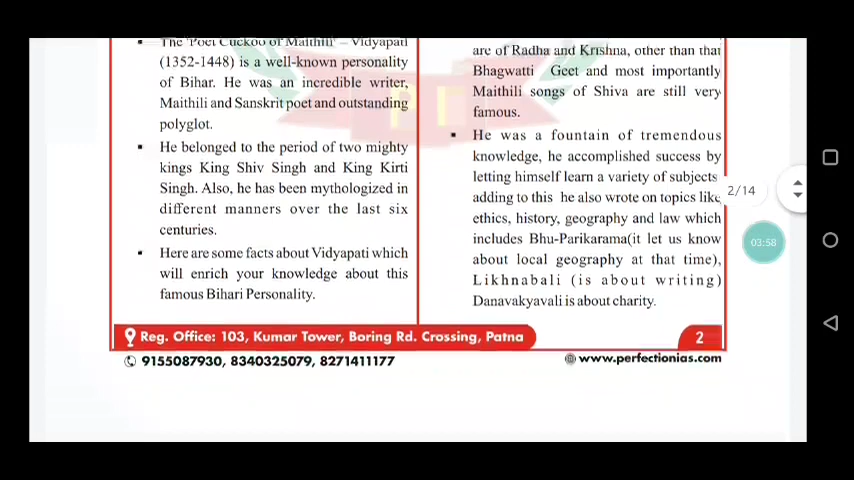 The 'Poet Cuckoo of Maithili' – Vidyapati
(1352-1448) is a well-known personality
of Bihar. He was an incredible writer,
Maithili and Sanskrit poet and outstanding
polyglot.
▪ He belonged to the period of two mighty
kings King Shiv Singh and King Kirti
Singh. Also, he has been mythologized in
different manners over the last six
centuries.
▪ Here are some facts about Vidyapati which
will enrich your knowledge about this
famous Bihari Personality.
are of Radha and Krishna, other than that
Bhagwatti Geet and most importantly
Maithili songs of Shiva are still very
famous.
▪ He was a fountain of tremendous
knowledge, he accomplished success by
letting himself learn a variety of subjects
adding to this he also wrote on topics like
ethics, history, geography and law which
includes Bhu-Parikarama(it let us know
about local geography at that time),
Likhnabali (is about writing)
Danavakyavali is about charity.
2/14
03:58
Reg. Office: 103, Kumar Tower, Boring Rd. Crossing, Patna
2
9155087930, 8340325079, 8271411177
www.perfectionias.com